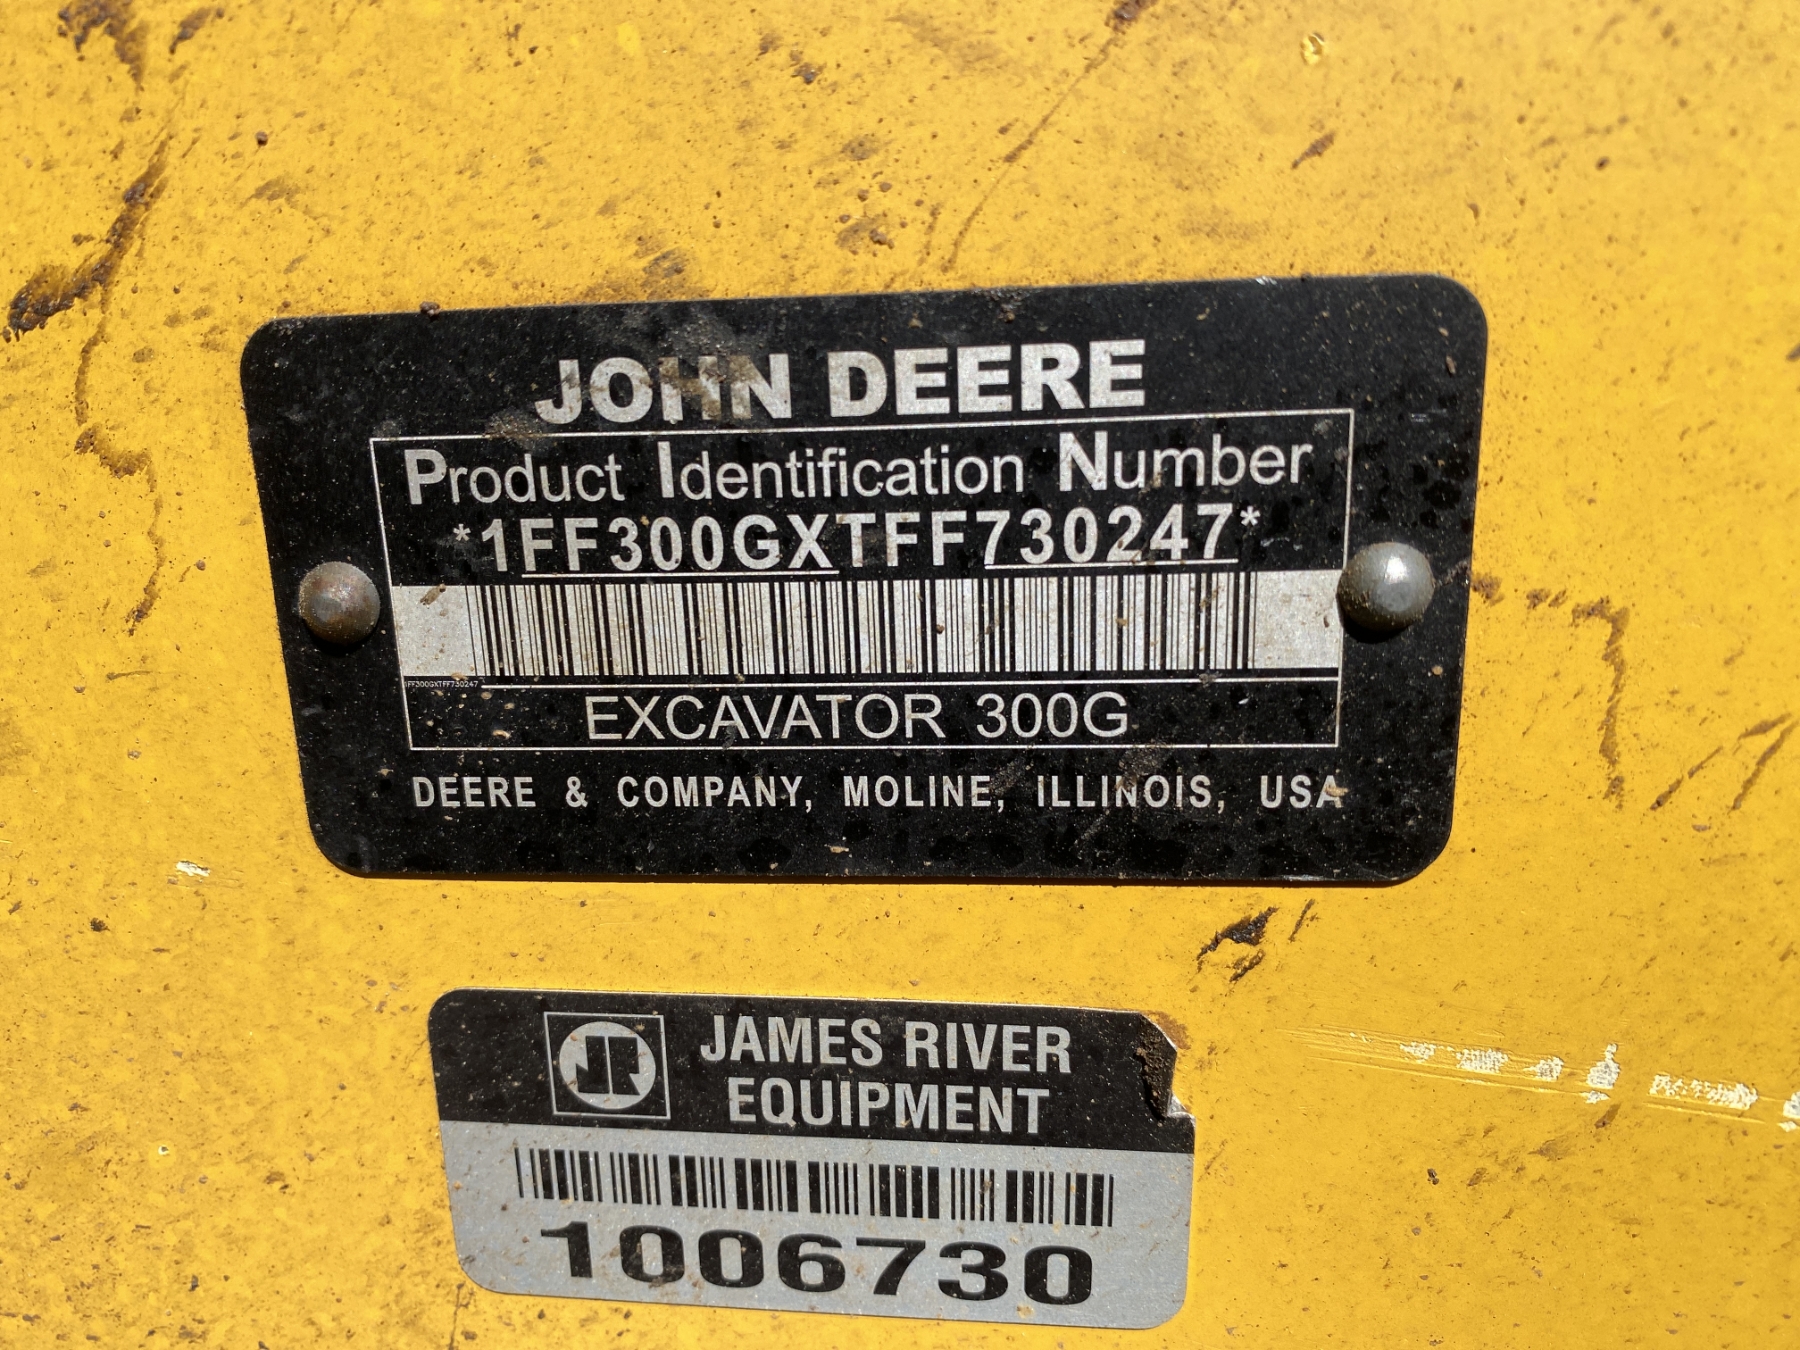 JOHN DEERE
Product Identification Number
*1FF300GXTFF730247*
1FF300GXTFF730247
EXCAVATOR 300G
DEERE & COMPANY, MOLINE, ILLINOIS, USA
JR
JAMES RIVER
EQUIPMENT
1006730